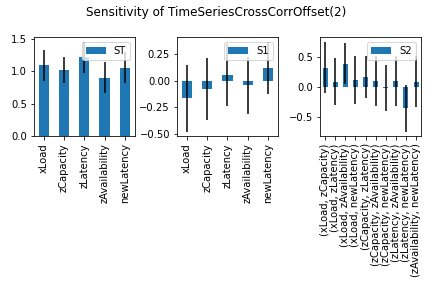 Sensitivity of TimeSeriesCrossCorrOffset(2)
1.5
1.0
0.5
0.0
ST
xLoad
zCapacity
zLatency
zAvailability
newLatency
0.25
0.00
−0.25
−0.50
S1
xLoad
zCapacity
zLatency
zAvailability
newLatency
0.5
0.0
−0.5
S2
(xLoad, zCapacity)
(xLoad, zLatency)
(xLoad, zAvailability)
(xLoad, newLatency)
(zCapacity, zLatency)
(zCapacity, zAvailability)
(zCapacity, newLatency)
(zLatency, zAvailability)
(zLatency, newLatency)
(zAvailability, newLatency)